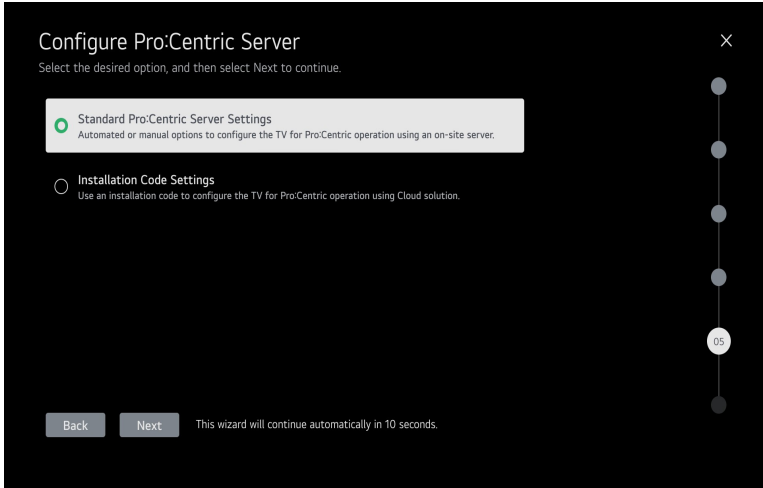 Configure Pro:Centric Server
Select the desired option, and then select Next to continue.
Standard Pro:Centric Server Settings
Automated or manual options to configure the TV for Pro:Centric operation using an on-site server.
Installation Code Settings
Use an installation code to configure the TV for Pro:Centric operation using Cloud solution.
05
Back Next This wizard will continue automatically in 10 seconds.